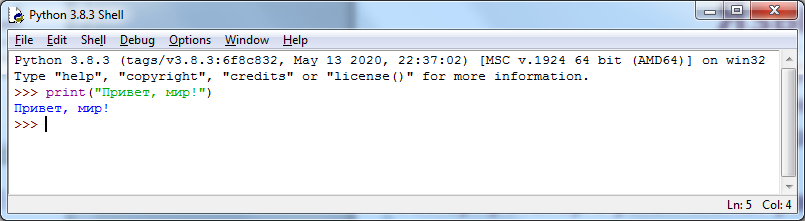 Python 3.8.3 Shell
File Edit Shell Debug Options Window Help
Python 3.8.3 (tags/v3.8.3:6f8c832, May 13 2020, 22:37:02) [MSC v.1924 64 bit (AMD64)] on win32
Type "help", "copyright", "credits" or "license()" for more information.
>>> print("Привет, мир!")
Привет, мир!
>>>
Ln: 5 Col: 4